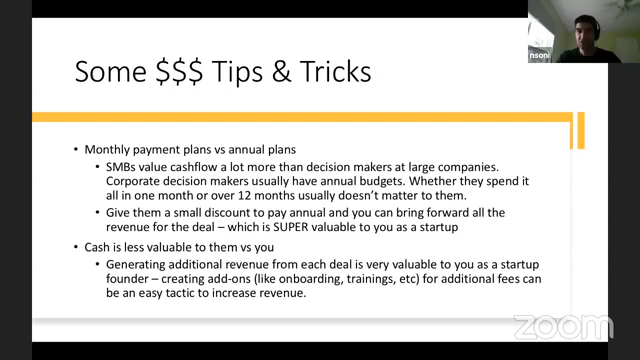 nsoni
Some $$$ Tips & Tricks
• Monthly payment plans vs annual plans
• SMBs value cashflow a lot more than decision makers at large companies.
Corporate decision makers usually have annual budgets. Whether they spend it
all in one month or over 12 months usually doesn't matter to them.
• Give them a small discount to pay annual and you can bring forward all the
revenue for the deal – which is SUPER valuable to you as a startup
• Cash is less valuable to them vs you
• Generating additional revenue from each deal is very valuable to you as a startup
founder – creating add-ons (like onboarding, trainings, etc) for additional fees can
be an easy tactic to increase revenue.
zoom